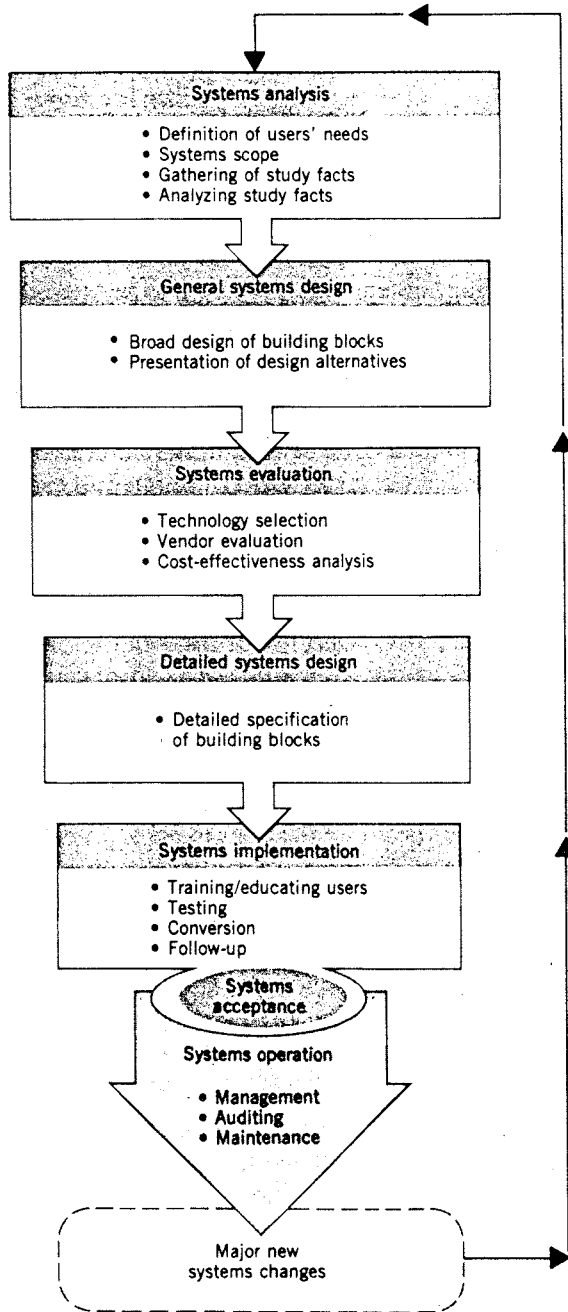 Systems analysis
• Definition of users' needs
• Systems scope
• Gathering of study facts
• Analyzing study facts
General systems design
• Broad design of building blocks
• Presentation of design alternatives
Systems evaluation
• Technology selection
• Vendor evaluation
• Cost-effectiveness analysis
Detailed systems design
• Detailed specification
of building blocks
Systems implementation
• Training/educating users
• Testing
• Conversion
• Follow-up
Systems
acceptance
Systems operation
• Management
• Auditing
• Maintenance
Major new
systems changes